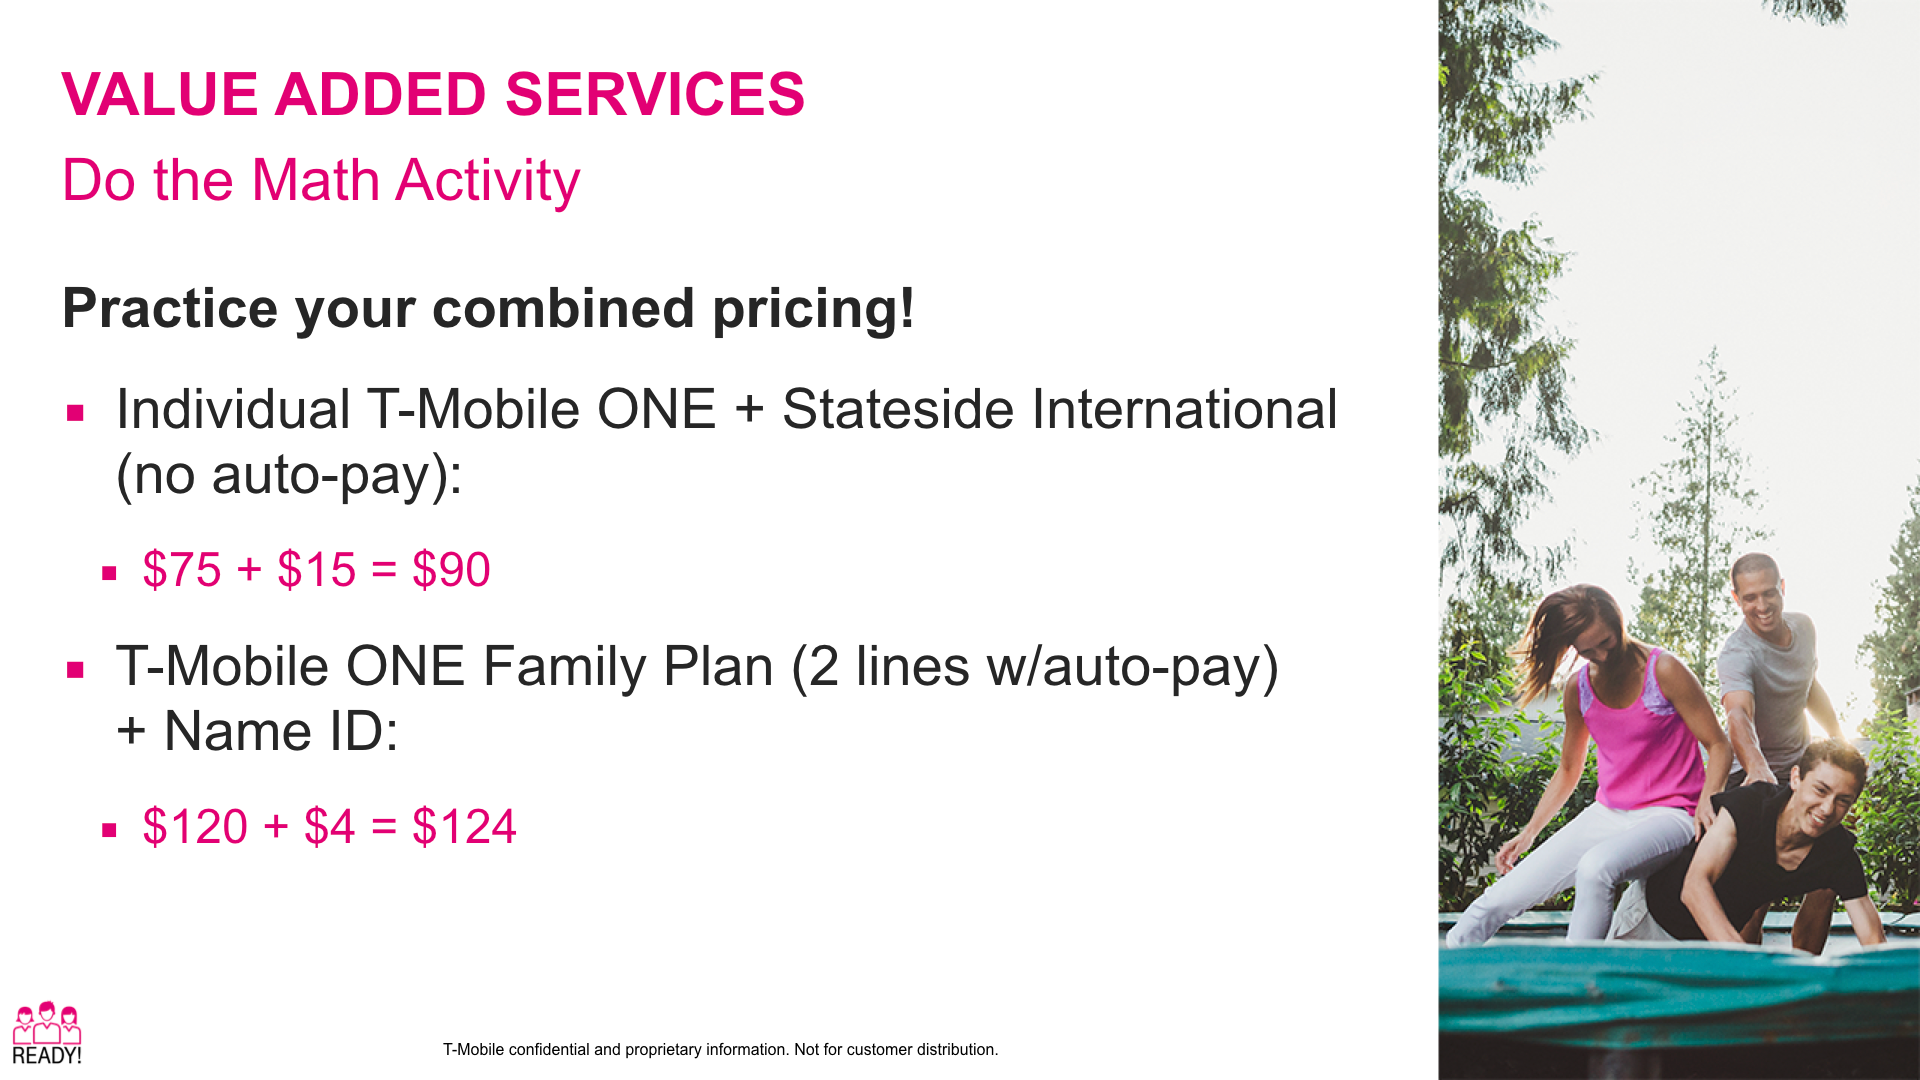 VALUE ADDED SERVICES
Do the Math Activity
Practice your combined pricing!
Individual T-Mobile ONE + Stateside International
(no auto-pay):
$75 + $15 = $90
T-Mobile ONE Family Plan (2 lines w/auto-pay)
+ Name ID:
$120 + $4 = $124
READY!
T-Mobile confidential and proprietary information. Not for customer distribution.